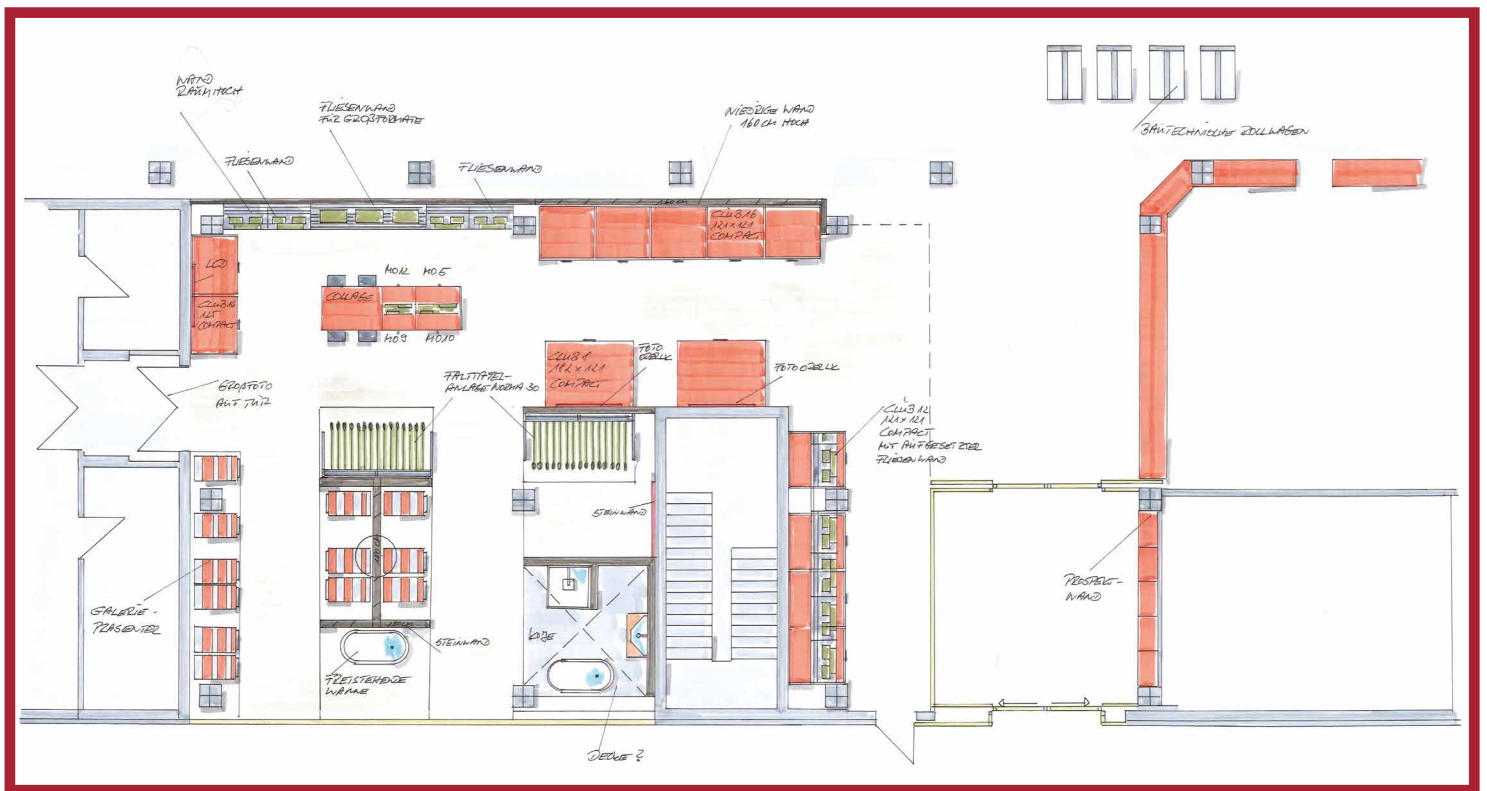 WAND
RAUMHOCH
FLIESENWAND
FÜR GROẞFORMATE
NIEDRIGE WAND
160 CM HOCH
BAUTECHNISCHE ROLLWAGEN
FLIESENWAND
FLIESENWAND
160 CM
CLUB 16
121 x 121
COMPACT
LCD
CLUB 16
121
COMPACT
MO12 MO5
COLLAGE
MO9 MO10
GROẞFOTO
AUF TÜR
FALTTAFEL-
ANLAGE NORMA 30
CLUB 8
182 x 121
COMPACT
FOTO
FOTO
CLUB 12
121 x 121
COMPACT
MIT AUFGESETZTER
FLIESENWAND
STEINWAND
GALERIE-
PRÄSENTER
STEINWAND
KOJE
FREISTEHENDE
WANNE
PROSPEKT-
WAND
DECKE ?